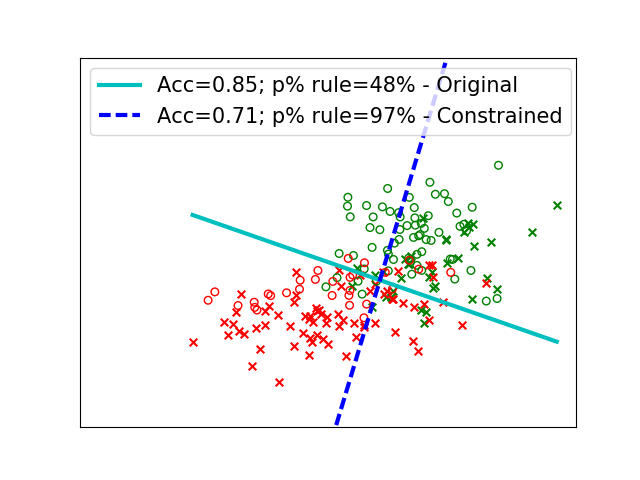 Acc=0.85; p% rule=48% - Original
Acc=0.71; p% rule=97% - Constrained